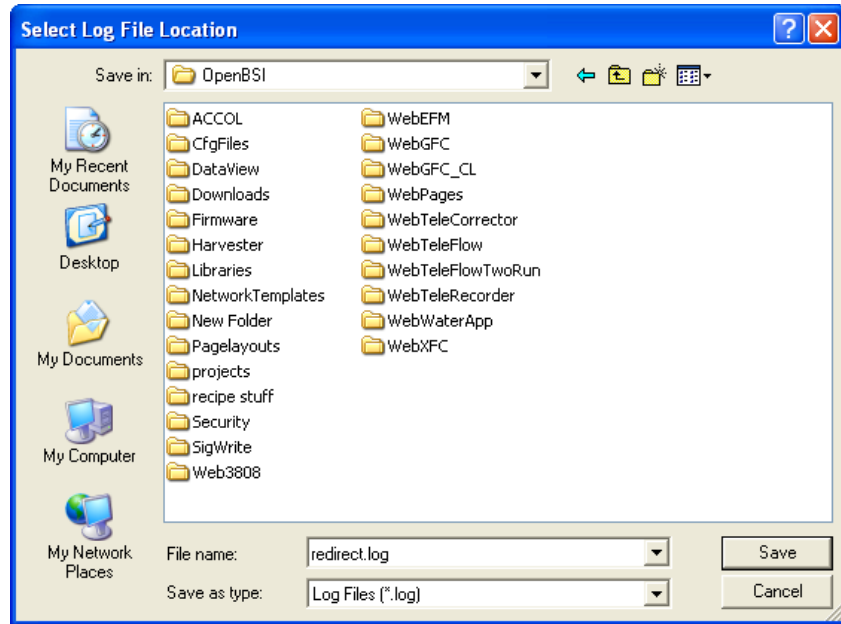 Select Log File Location
Save in:
OpenBSI
My Recent
Documents
Desktop
My Documents
My Computer
My Network
Places
ACCOL
CfgFiles
DataView
Downloads
Firmware
Harvester
Libraries
NetworkTemplates
New Folder
Pagelayouts
projects
recipe stuff
Security
SigWrite
Web3808
WebEFM
WebGFC
WebGFC_CL
WebPages
WebTeleCorrector
WebTeleFlow
WebTeleFlowTwoRun
WebTeleRecorder
WebWaterApp
WebXFC
File name:
redirect.log
Save
Save as type:
Log Files (*.log)
Cancel